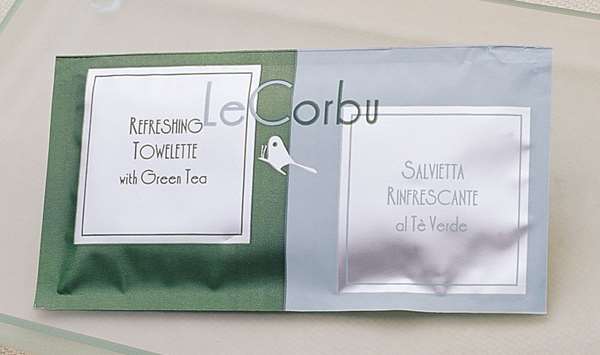 LeCorbu
REFRESHING
TOWELETTE
with Green Tea
SALVIETTA
RINFRESCANTE
al Tè Verde